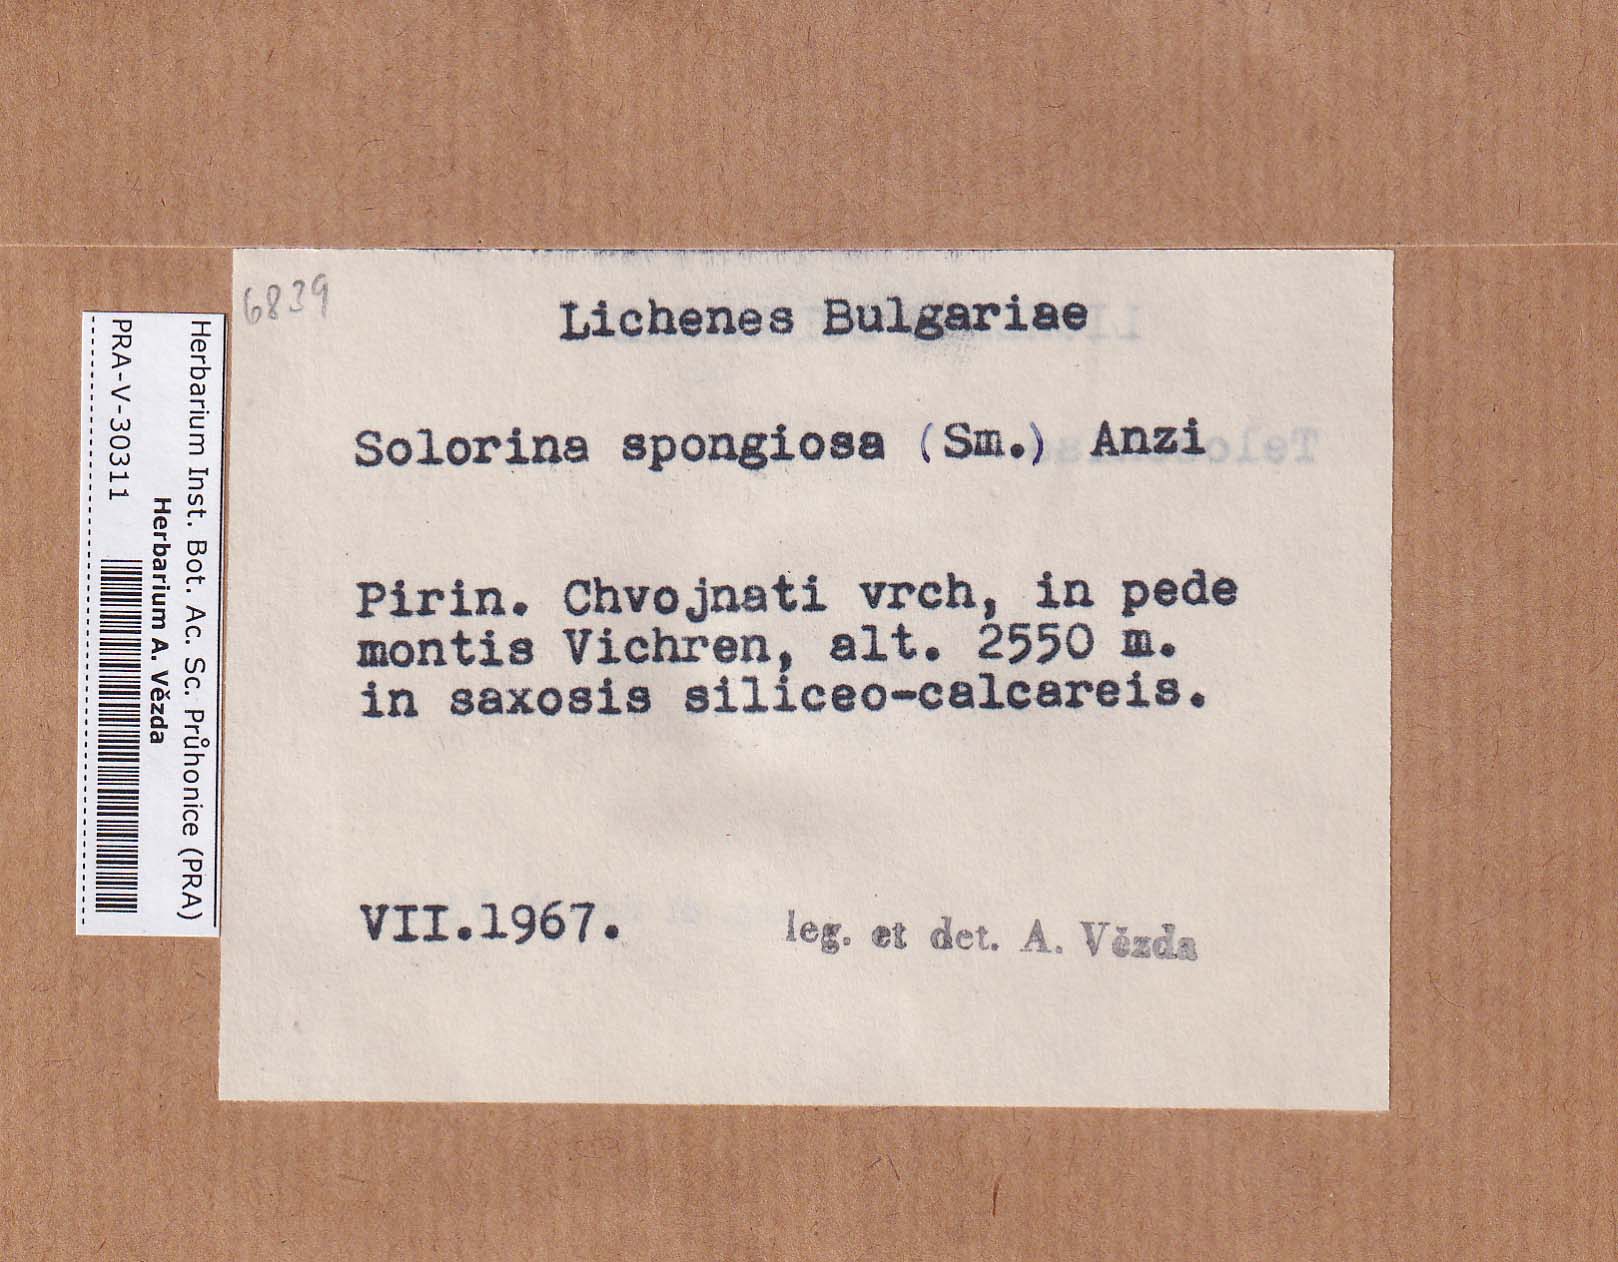 6839
Lichenes Bulgariae
Solorina spongiosa (Sm.) Anzi
Pirin. Chvojnati vrch, in pede
montis Vichren, alt. 2550 m.
in saxosis siliceo-calcareis.
VII.1967.
leg. et det. A. Vězda
Herbarium Inst. Bot. Ac. Sc. Průhonice (PRA)
Herbarium A. Vězda
PRA-V-30311